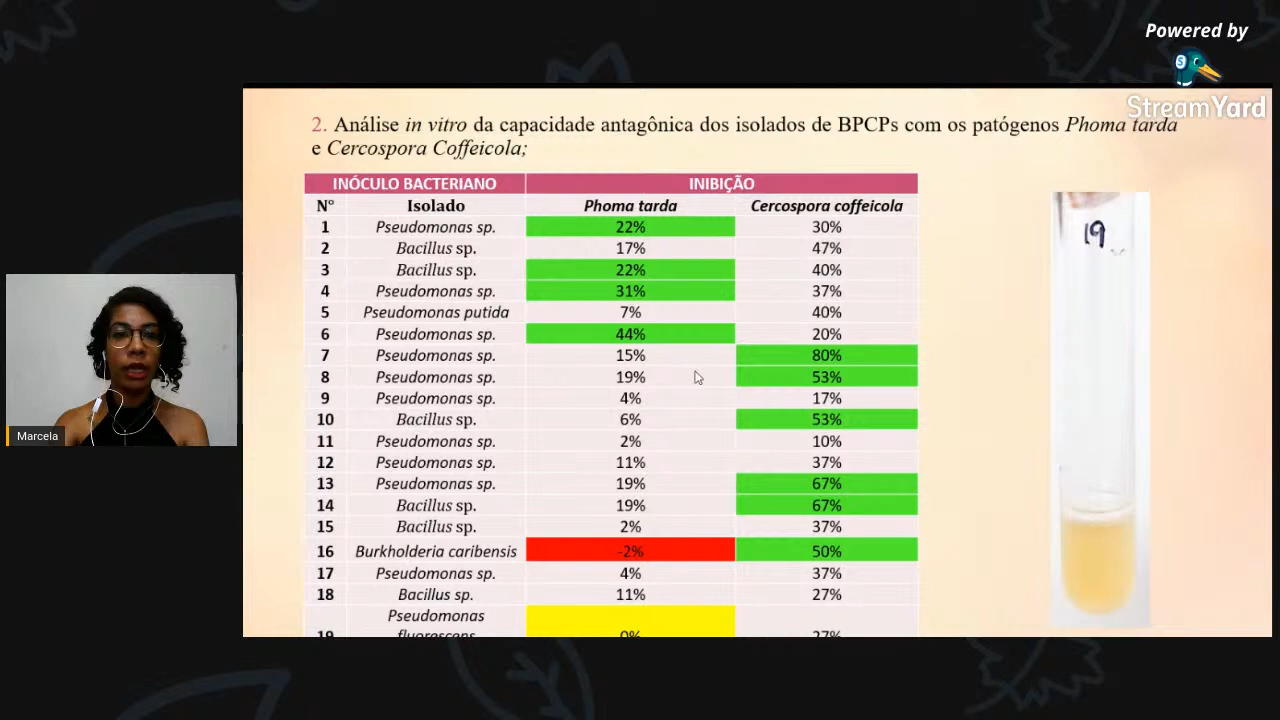 Powered by
StreamYard
2. Análise in vitro da capacidade antagônica dos isolados de BPCPs com os patógenos Phoma tarda
e Cercospora Coffeicola;
INÓCULO BACTERIANO INIBIÇÃO
N° Isolado Phoma tarda Cercospora coffeicola
1 Pseudomonas sp. 22% 30%
2 Bacillus sp. 17% 47%
3 Bacillus sp. 22% 40%
4 Pseudomonas sp. 31% 37%
5 Pseudomonas putida 7% 40%
6 Pseudomonas sp. 44% 20%
7 Pseudomonas sp. 15% 80%
8 Pseudomonas sp. 19% 53%
9 Pseudomonas sp. 4% 17%
10 Bacillus sp. 6% 53%
11 Pseudomonas sp. 2% 10%
12 Pseudomonas sp. 11% 37%
13 Pseudomonas sp. 19% 67%
14 Bacillus sp. 19% 67%
15 Bacillus sp. 2% 37%
16 Burkholderia caribensis -2% 50%
17 Pseudomonas sp. 4% 37%
18 Bacillus sp. 11% 27%
Pseudomonas
19 fluorescens 0% 27%
19
Marcela